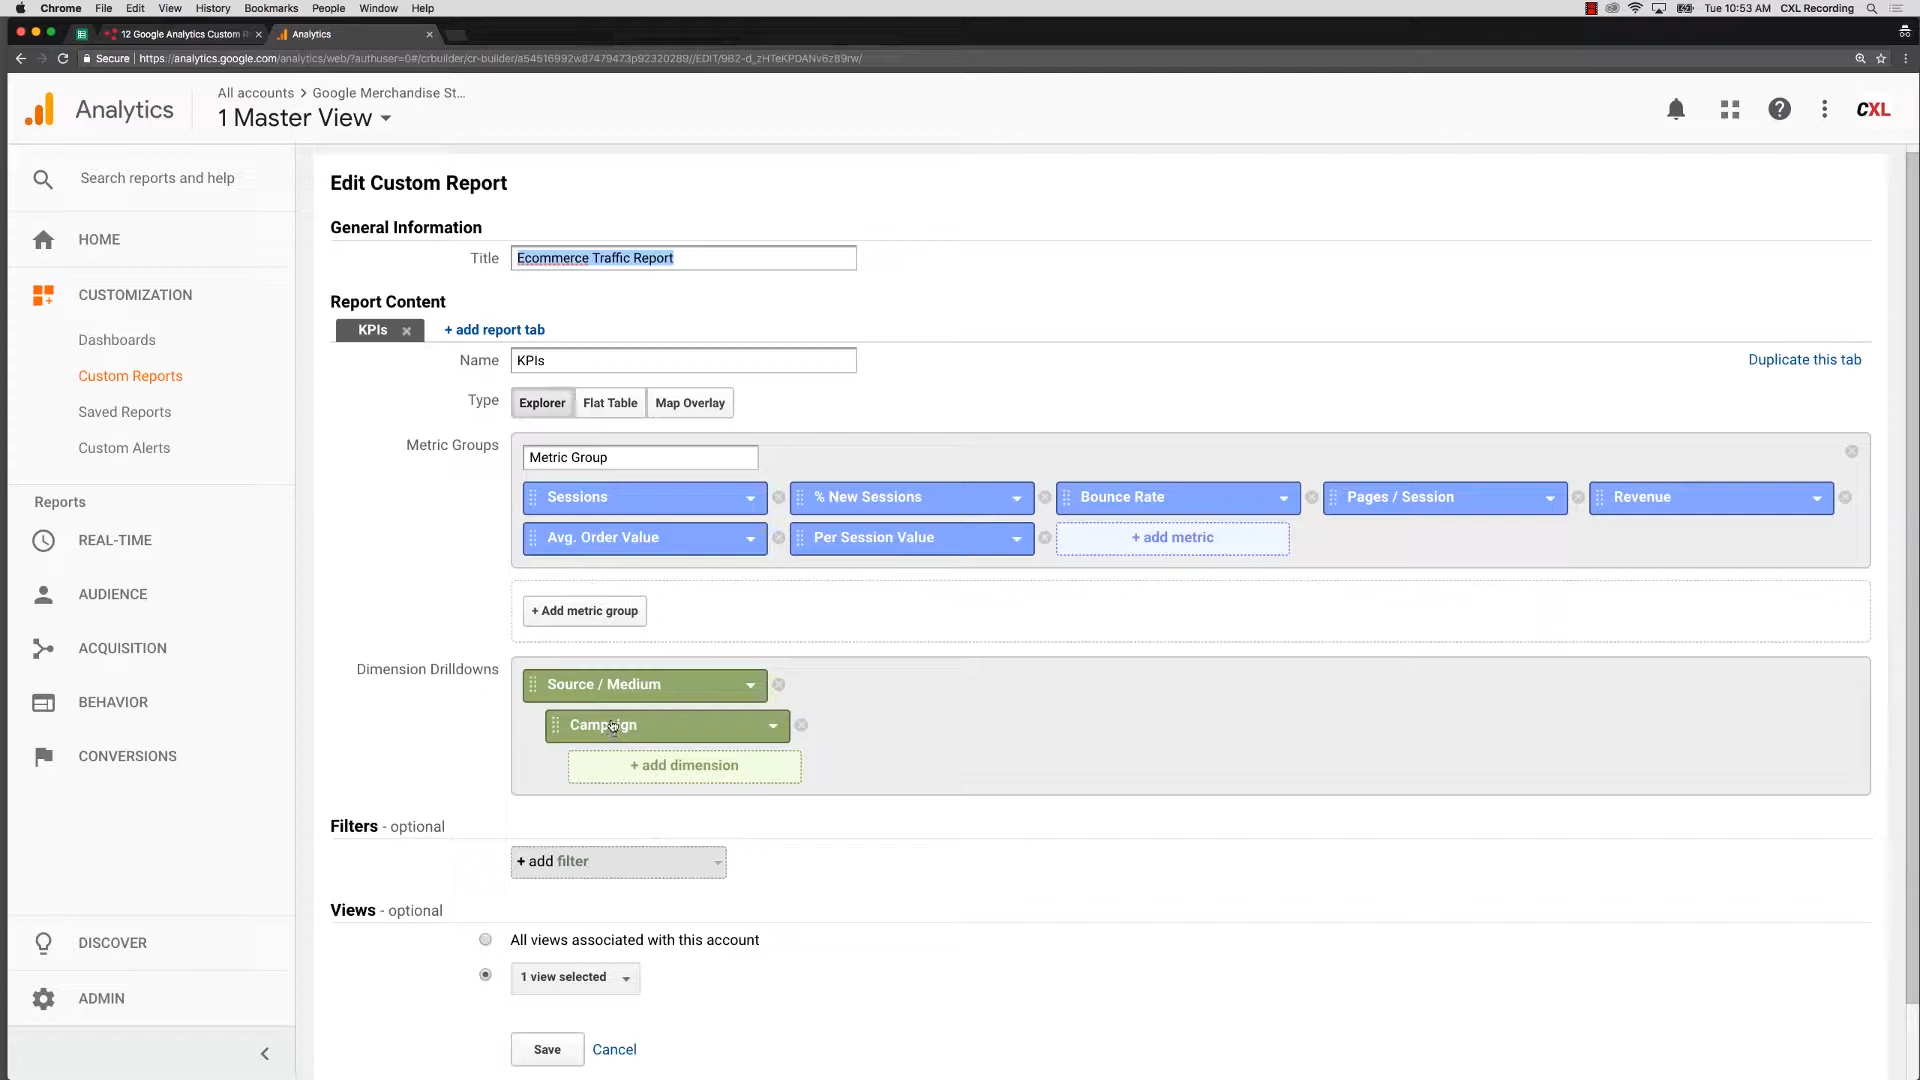 Chrome File Edit View History Bookmarks People Window Help
Tue 10:53 AM CXL Recording
12 Google Analytics Custom R
Analytics
Secure https://analytics.google.com/analytics/web/?authuser=0#/crbuilder/cr-builder/a54516992w87479473p92320289//EDIT/9B2-d_zHTeKPDANv6z89rw/
Analytics
All accounts > Google Merchandise St...
1 Master View
CXL
Search reports and help
HOME
CUSTOMIZATION
Dashboards
Custom Reports
Saved Reports
Custom Alerts
Reports
REAL-TIME
AUDIENCE
ACQUISITION
BEHAVIOR
CONVERSIONS
DISCOVER
ADMIN
Edit Custom Report
General Information
Title Ecommerce Traffic Report
Report Content
KPIs + add report tab
Name KPIs Duplicate this tab
Type Explorer Flat Table Map Overlay
Metric Groups
Metric Group
Sessions % New Sessions Bounce Rate Pages / Session Revenue
Avg. Order Value Per Session Value + add metric
+ Add metric group
Dimension Drilldowns
Source / Medium
Campaign
+ add dimension
Filters - optional
+ add filter
Views - optional
All views associated with this account
1 view selected
Save Cancel